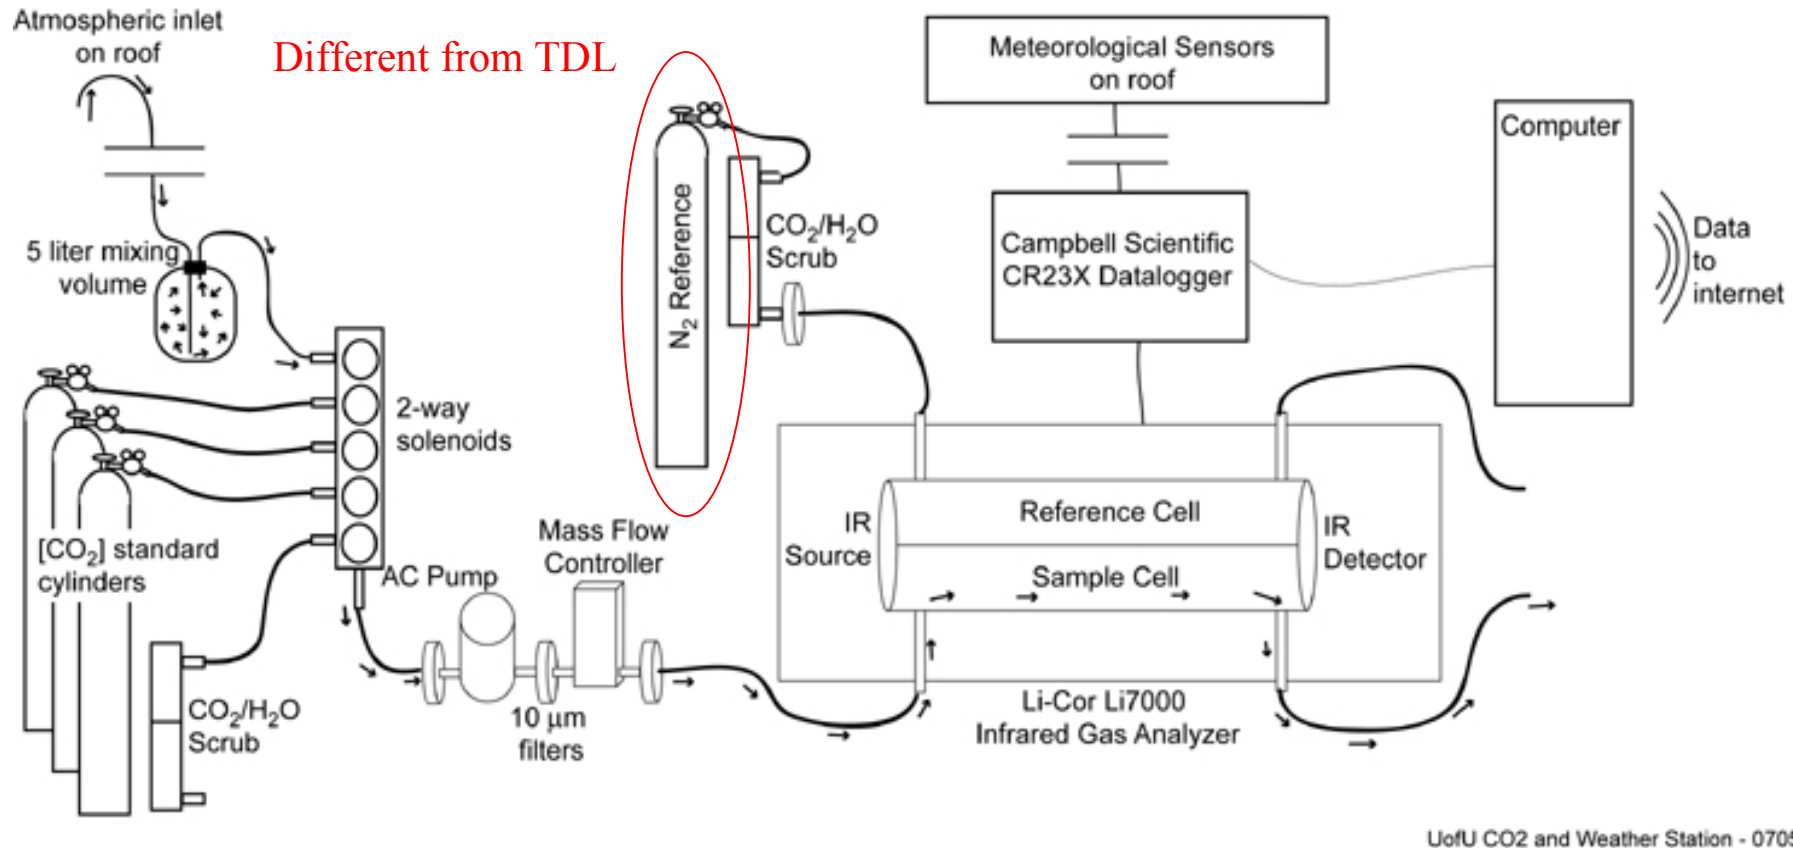 Atmospheric inlet
on roof
Different from TDL
Meteorological Sensors
on roof
Computer
5 liter mixing
volume
N₂ Reference
CO₂/H₂O
Scrub
Campbell Scientific
CR23X Datalogger
Data
to
internet
2-way
solenoids
[CO₂] standard
cylinders
AC Pump
Mass Flow
Controller
IR
Source
Reference Cell
Sample Cell
IR
Detector
CO₂/H₂O
Scrub
10 µm
filters
Li-Cor Li7000
Infrared Gas Analyzer
UofU CO2 and Weather Station - 0705